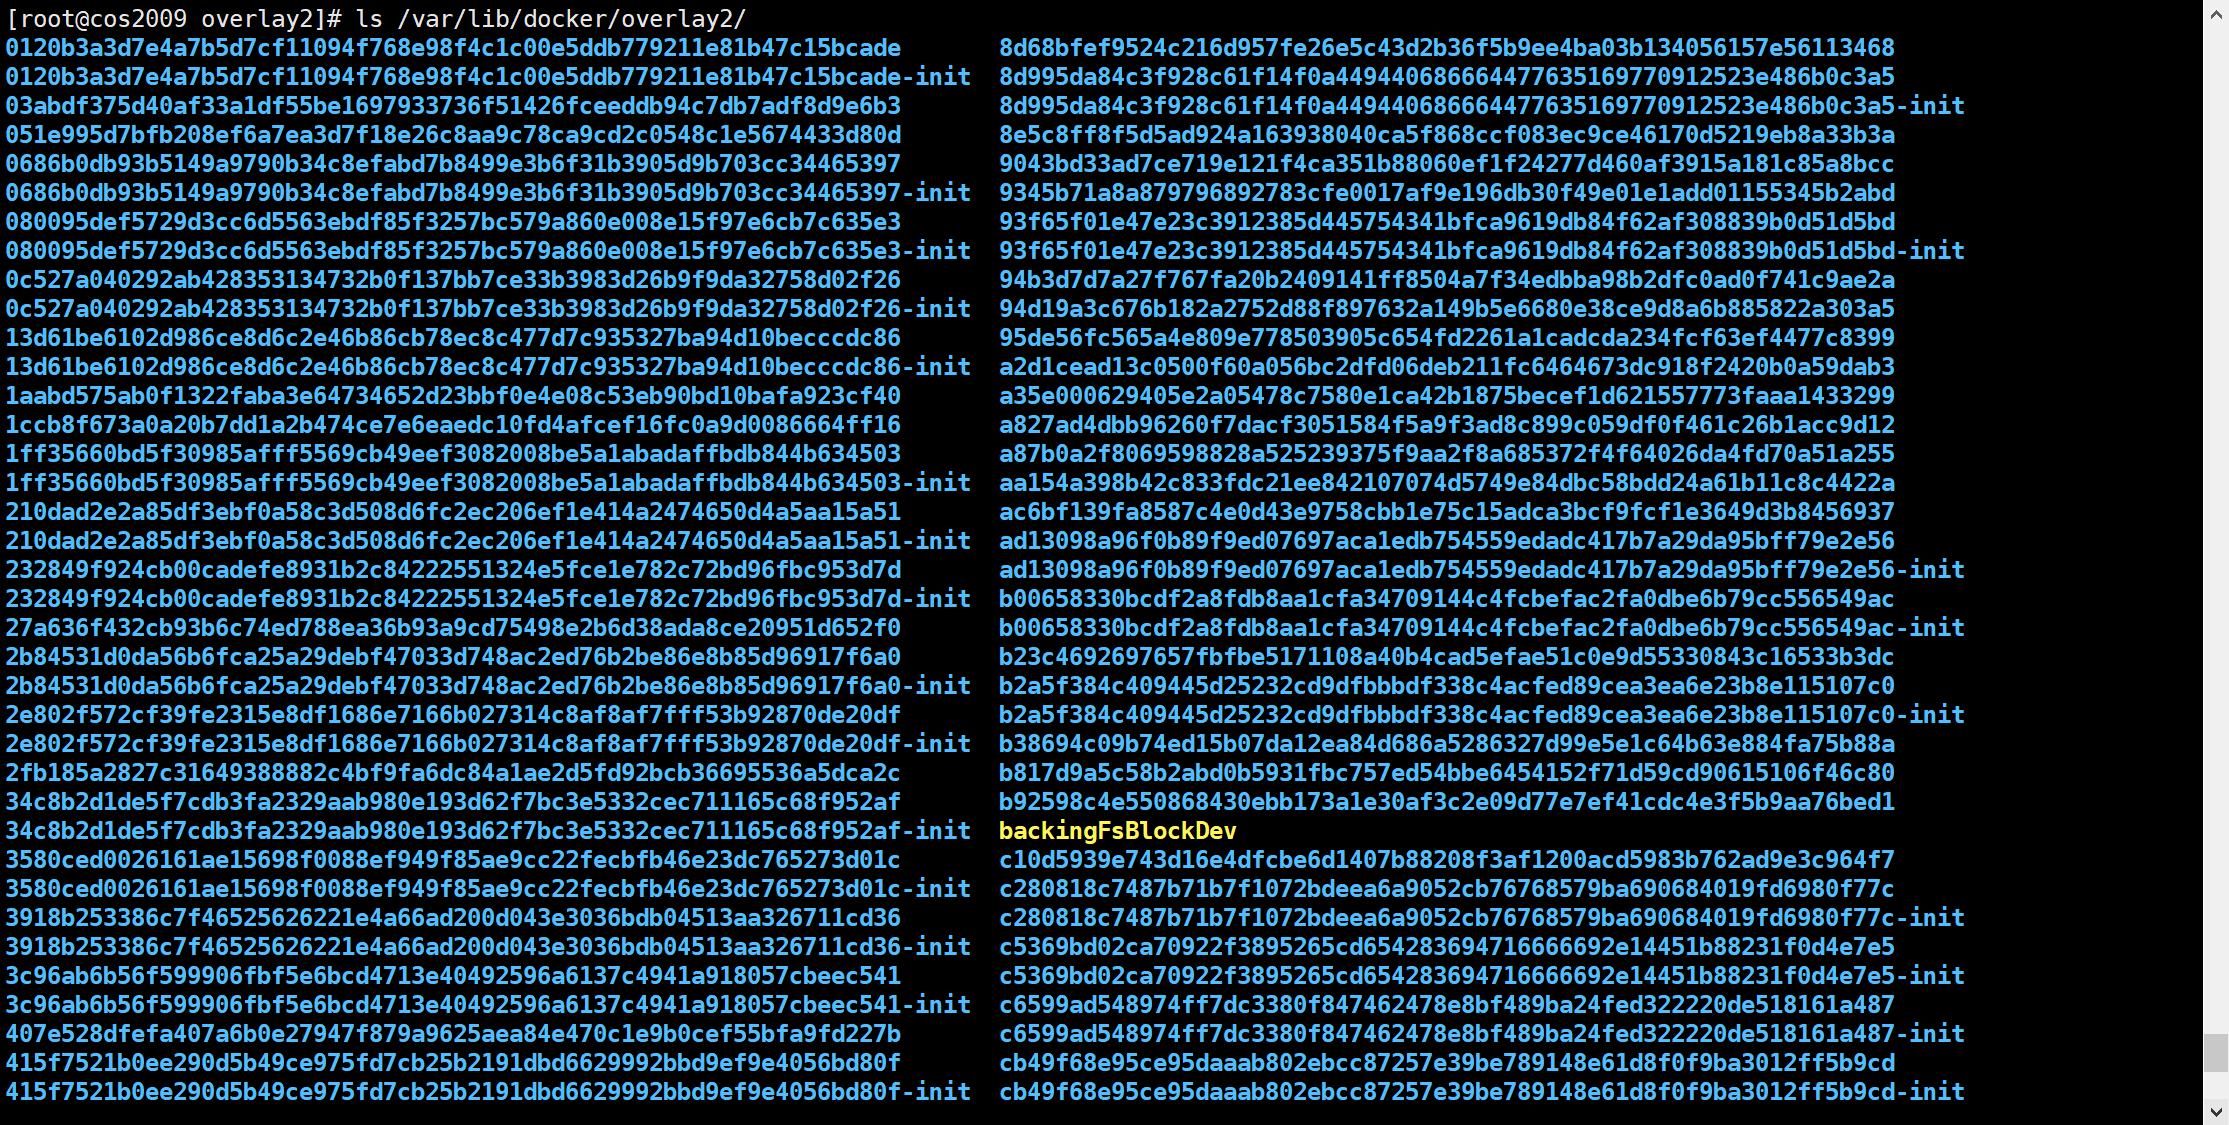 [root@cos2009 overlay2]# ls /var/lib/docker/overlay2/
0120b3a3d7e4a7b5d7cf11094f768e98f4c1c00e5ddb779211e81b47c15bcade 8d68bfef9524c216d957fe26e5c43d2b36f5b9ee4ba03b134056157e56113468
0120b3a3d7e4a7b5d7cf11094f768e98f4c1c00e5ddb779211e81b47c15bcade-init 8d995da84c3f928c61f14f0a449440686664477635169770912523e486b0c3a5
03abdf375d40af33a1df55be1697933736f51426fceeddb94c7db7adf8d9e6b3 8d995da84c3f928c61f14f0a449440686664477635169770912523e486b0c3a5-init
051e995d7bfb208ef6a7ea3d7f18e26c8aa9c78ca9cd2c0548c1e5674433d80d 8e5c8ff8f5d5ad924a163938040ca5f868ccf083ec9ce46170d5219eb8a33b3a
0686b0db93b5149a9790b34c8efabd7b8499e3b6f31b3905d9b703cc34465397 9043bd33ad7ce719e121f4ca351b88060ef1f24277d460af3915a181c85a8bcc
0686b0db93b5149a9790b34c8efabd7b8499e3b6f31b3905d9b703cc34465397-init 9345b71a8a879796892783cfe0017af9e196db30f49e01e1add01155345b2abd
080095def5729d3cc6d5563ebdf85f3257bc579a860e008e15f97e6cb7c635e3 93f65f01e47e23c3912385d445754341bfca9619db84f62af308839b0d51d5bd
080095def5729d3cc6d5563ebdf85f3257bc579a860e008e15f97e6cb7c635e3-init 93f65f01e47e23c3912385d445754341bfca9619db84f62af308839b0d51d5bd-init
0c527a040292ab428353134732b0f137bb7ce33b3983d26b9f9da32758d02f26 94b3d7d7a27f767fa20b2409141ff8504a7f34edbba98b2dfc0ad0f741c9ae2a
0c527a040292ab428353134732b0f137bb7ce33b3983d26b9f9da32758d02f26-init 94d19a3c676b182a2752d88f897632a149b5e6680e38ce9d8a6b885822a303a5
13d61be6102d986ce8d6c2e46b86cb78ec8c477d7c935327ba94d10becccdc86 95de56fc565a4e809e778503905c654fd2261a1cadcda234fcf63ef4477c8399
13d61be6102d986ce8d6c2e46b86cb78ec8c477d7c935327ba94d10becccdc86-init a2d1cead13c0500f60a056bc2dfd06deb211fc6464673dc918f2420b0a59dab3
1aabd575ab0f1322faba3e64734652d23bbf0e4e08c53eb90bd10bafa923cf40 a35e000629405e2a05478c7580e1ca42b1875becef1d621557773faaa1433299
1ccb8f673a0a20b7dd1a2b474ce7e6eaedc10fd4afcef16fc0a9d0086664ff16 a827ad4dbb96260f7dacf3051584f5a9f3ad8c899c059df0f461c26b1acc9d12
1ff35660bd5f30985afff5569cb49eef3082008be5a1abadaffbdb844b634503 a87b0a2f8069598828a525239375f9aa2f8a685372f4f64026da4fd70a51a255
1ff35660bd5f30985afff5569cb49eef3082008be5a1abadaffbdb844b634503-init aa154a398b42c833fdc21ee842107074d5749e84dbc58bdd24a61b11c8c4422a
210dad2e2a85df3ebf0a58c3d508d6fc2ec206ef1e414a2474650d4a5aa15a51 ac6bf139fa8587c4e0d43e9758cbb1e75c15adca3bcf9fcf1e3649d3b8456937
210dad2e2a85df3ebf0a58c3d508d6fc2ec206ef1e414a2474650d4a5aa15a51-init ad13098a96f0b89f9ed07697aca1edb754559edadc417b7a29da95bff79e2e56
232849f924cb00cadefe8931b2c84222551324e5fce1e782c72bd96fbc953d7d ad13098a96f0b89f9ed07697aca1edb754559edadc417b7a29da95bff79e2e56-init
232849f924cb00cadefe8931b2c84222551324e5fce1e782c72bd96fbc953d7d-init b00658330bcdf2a8fdb8aa1cfa34709144c4fcbefac2fa0dbe6b79cc556549ac
27a636f432cb93b6c74ed788ea36b93a9cd75498e2b6d38ada8ce20951d652f0 b00658330bcdf2a8fdb8aa1cfa34709144c4fcbefac2fa0dbe6b79cc556549ac-init
2b84531d0da56b6fca25a29debf47033d748ac2ed76b2be86e8b85d96917f6a0 b23c4692697657fbfbe5171108a40b4cad5efae51c0e9d55330843c16533b3dc
2b84531d0da56b6fca25a29debf47033d748ac2ed76b2be86e8b85d96917f6a0-init b2a5f384c409445d25232cd9dfbbbdf338c4acfed89cea3ea6e23b8e115107c0
2e802f572cf39fe2315e8df1686e7166b027314c8af8af7fff53b92870de20df b2a5f384c409445d25232cd9dfbbbdf338c4acfed89cea3ea6e23b8e115107c0-init
2e802f572cf39fe2315e8df1686e7166b027314c8af8af7fff53b92870de20df-init b38694c09b74ed15b07da12ea84d686a5286327d99e5e1c64b63e884fa75b88a
2fb185a2827c31649388882c4bf9fa6dc84a1ae2d5fd92bcb36695536a5dca2c b817d9a5c58b2abd0b5931fbc757ed54bbe6454152f71d59cd90615106f46c80
34c8b2d1de5f7cdb3fa2329aab980e193d62f7bc3e5332cec711165c68f952af b92598c4e550868430ebb173a1e30af3c2e09d77e7ef41cdc4e3f5b9aa76bed1
34c8b2d1de5f7cdb3fa2329aab980e193d62f7bc3e5332cec711165c68f952af-init backingFsBlockDev
3580ced0026161ae15698f0088ef949f85ae9cc22fecbfb46e23dc765273d01c c10d5939e743d16e4dfcbe6d1407b88208f3af1200acd5983b762ad9e3c964f7
3580ced0026161ae15698f0088ef949f85ae9cc22fecbfb46e23dc765273d01c-init c280818c7487b71b7f1072bdeea6a9052cb76768579ba690684019fd6980f77c
3918b253386c7f46525626221e4a66ad200d043e3036bdb04513aa326711cd36 c280818c7487b71b7f1072bdeea6a9052cb76768579ba690684019fd6980f77c-init
3918b253386c7f46525626221e4a66ad200d043e3036bdb04513aa326711cd36-init c5369bd02ca70922f3895265cd654283694716666692e14451b88231f0d4e7e5
3c96ab6b56f599906fbf5e6bcd4713e40492596a6137c4941a918057cbeec541 c5369bd02ca70922f3895265cd654283694716666692e14451b88231f0d4e7e5-init
3c96ab6b56f599906fbf5e6bcd4713e40492596a6137c4941a918057cbeec541-init c6599ad548974ff7dc3380f847462478e8bf489ba24fed322220de518161a487
407e528dfefa407a6b0e27947f879a9625aea84e470c1e9b0cef55bfa9fd227b c6599ad548974ff7dc3380f847462478e8bf489ba24fed322220de518161a487-init
415f7521b0ee290d5b49ce975fd7cb25b2191dbd6629992bbd9ef9e4056bd80f cb49f68e95ce95daaab802ebcc87257e39be789148e61d8f0f9ba3012ff5b9cd
415f7521b0ee290d5b49ce975fd7cb25b2191dbd6629992bbd9ef9e4056bd80f-init cb49f68e95ce95daaab802ebcc87257e39be789148e61d8f0f9ba3012ff5b9cd-init